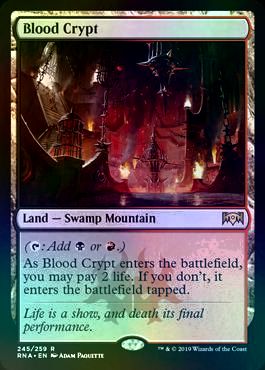 Blood Crypt
Land — Swamp Mountain
(: Add or .)
As Blood Crypt enters the battlefield,
you may pay 2 life. If you don't, it
enters the battlefield tapped.
Life is a show, and death its final
performance.
245/259 R
RNA • EN Adam Paquette
™ & © 2019 Wizards of the Coast